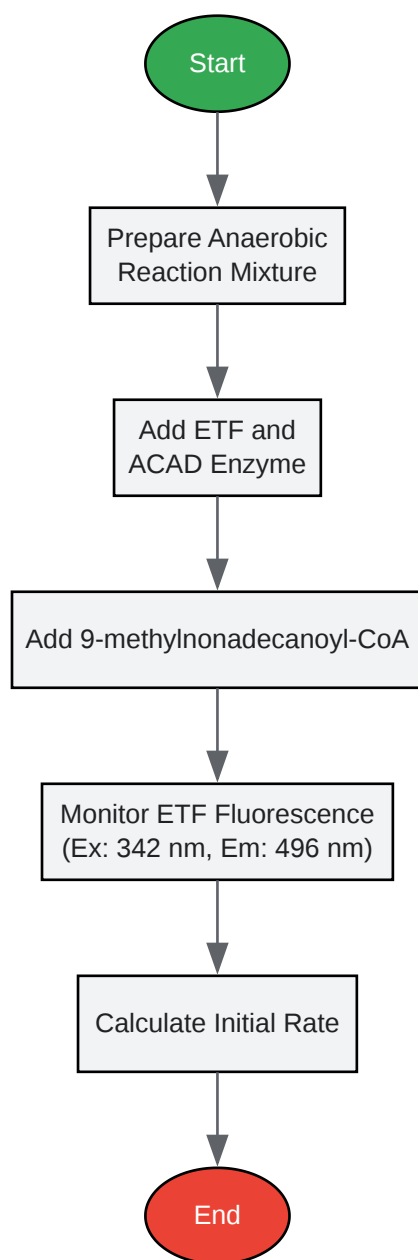 Start
Prepare Anaerobic
Reaction Mixture
Add ETF and
ACAD Enzyme
Add 9-methylnonadecanoyl-CoA
Monitor ETF Fluorescence
(Ex: 342 nm, Em: 496 nm)
Calculate Initial Rate
End